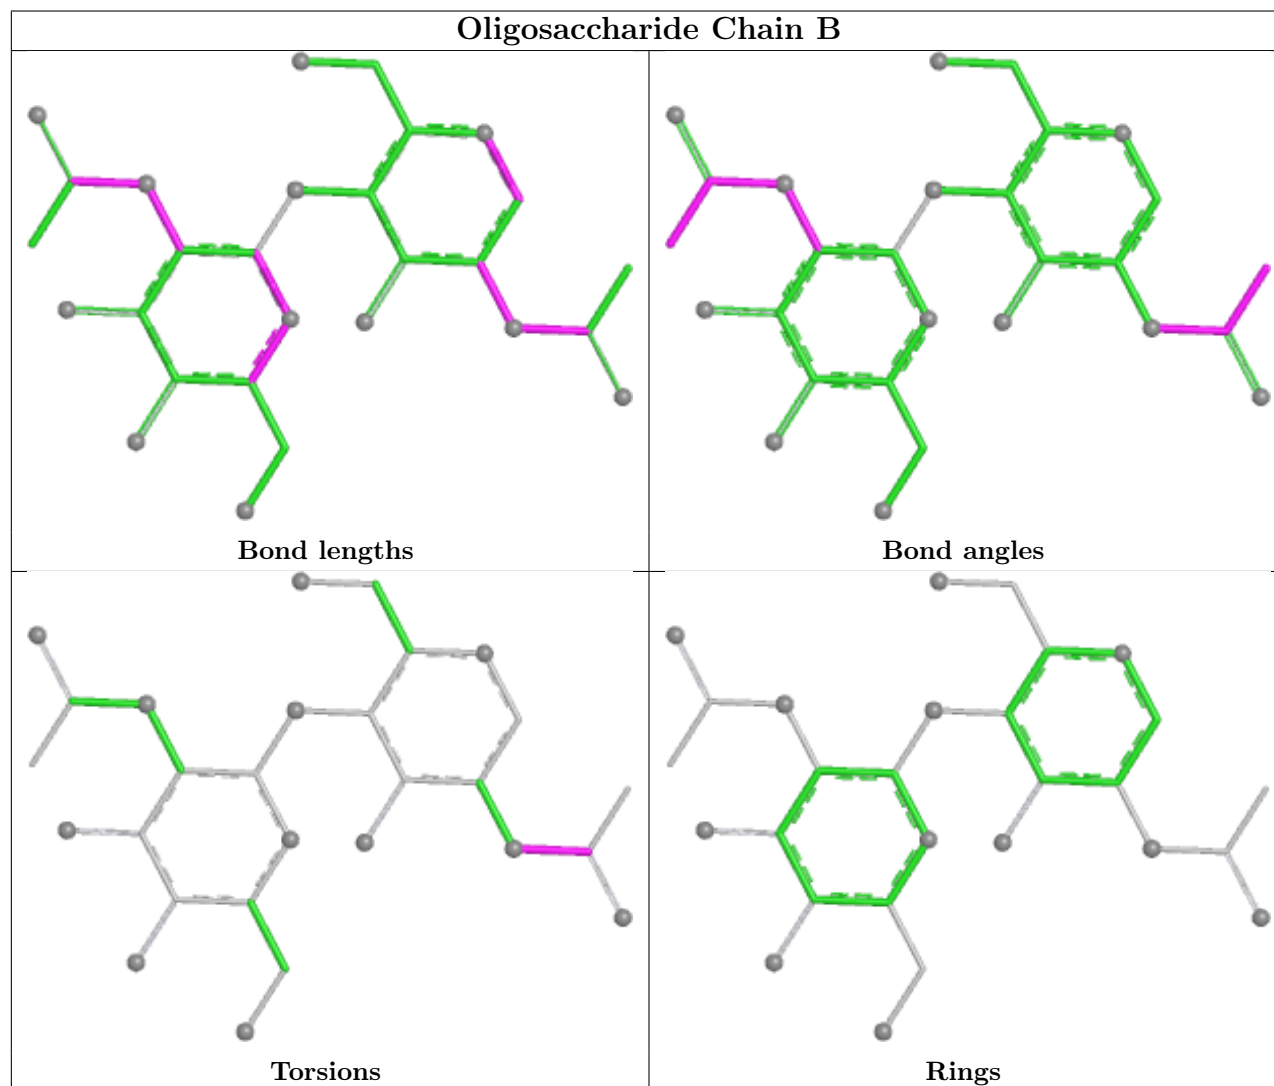 Oligosaccharide Chain B
Bond lengths
Bond angles
Torsions
Rings